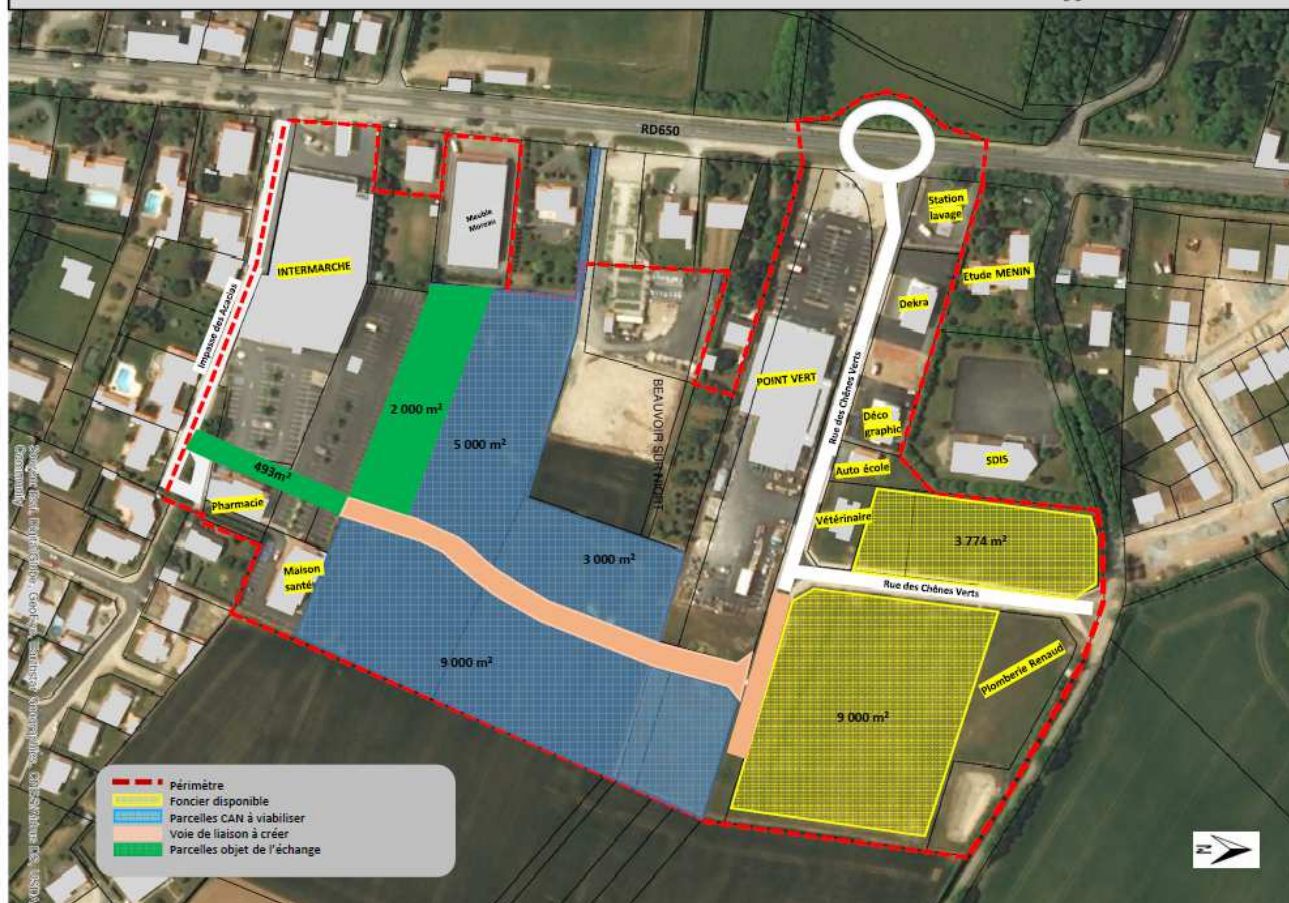 RD650
Meuble
Moreau
Station
lavage
INTERMARCHE
Etude MENIN
Impasse des Acacias
Dekra
POINT VERT
Rue des Chênes Verts
2 000 m²
BEAUVOIR SUR NIORT
5 000 m²
Déco
graphic
SDIS
Auto école
493m²
Pharmacie
Vétérinaire
3 774 m²
3 000 m²
Maison
santé
Rue des Chênes Verts
9 000 m²
Plomberie Renaud
9 000 m²
Périmètre
Foncier disponible
Parcelles CAN à viabiliser
Voie de liaison à créer
Parcelles objet de l'échange
N